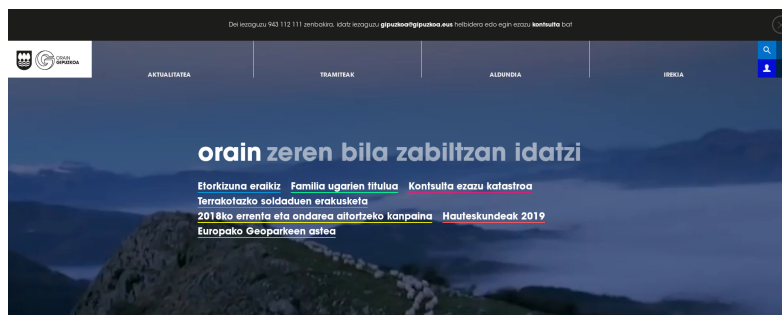 Dei iezaguzu 943 112 111 zenbakira, idatz iezaguzu gipuzkoa@gipuzkoa.eus helbidera edo egin ezazu kontsulta bat
ORAIN
GIPUZKOA
AKTUALITATEA TRAMITEAK ALDUNDIA IREKIA
orain zeren bila zabiltzan idatzi
Etorkizuna eraikiz Familia ugarien titulua Kontsulta ezazu katastroa
Terrakotazko soldaduen erakusketa
2018ko errenta eta ondarea aitortzeko kanpaina Hauteskundeak 2019
Europako Geoparkeen astea